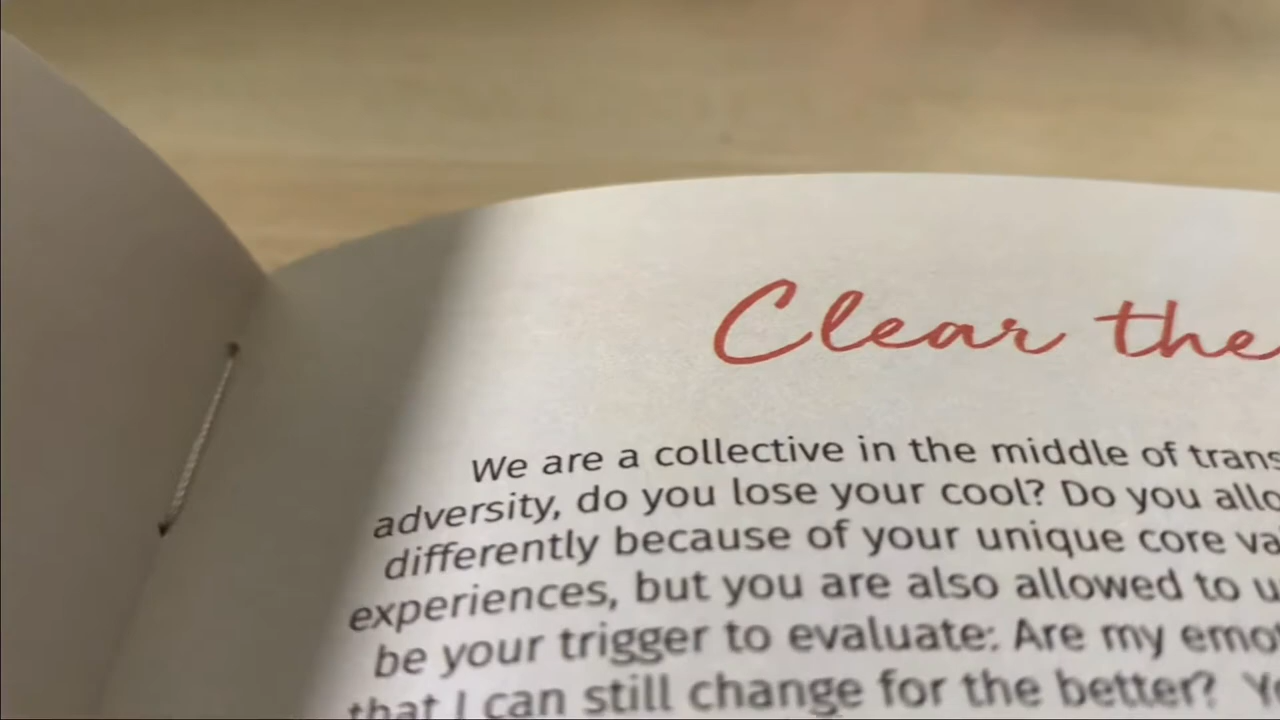 Clear the
We are a collective in the middle of trans
adversity, do you lose your cool? Do you allo
differently because of your unique core va
experiences, but you are also allowed to u
be your trigger to evaluate: Are my emo
that I can still change for the better? Y